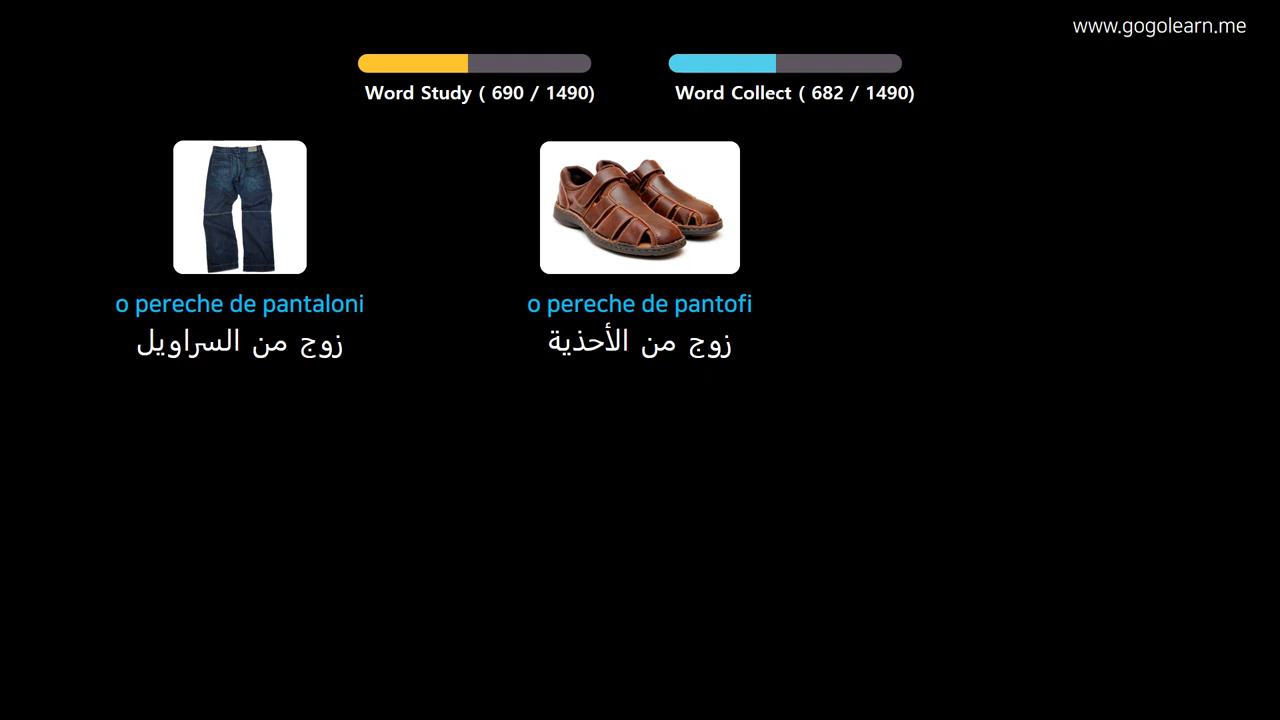 www.gogolearn.me
Word Study ( 690 / 1490)
Word Collect ( 682 / 1490)
o pereche de pantaloni
زوج من السراويل
o pereche de pantofi
زوج من الأحذية